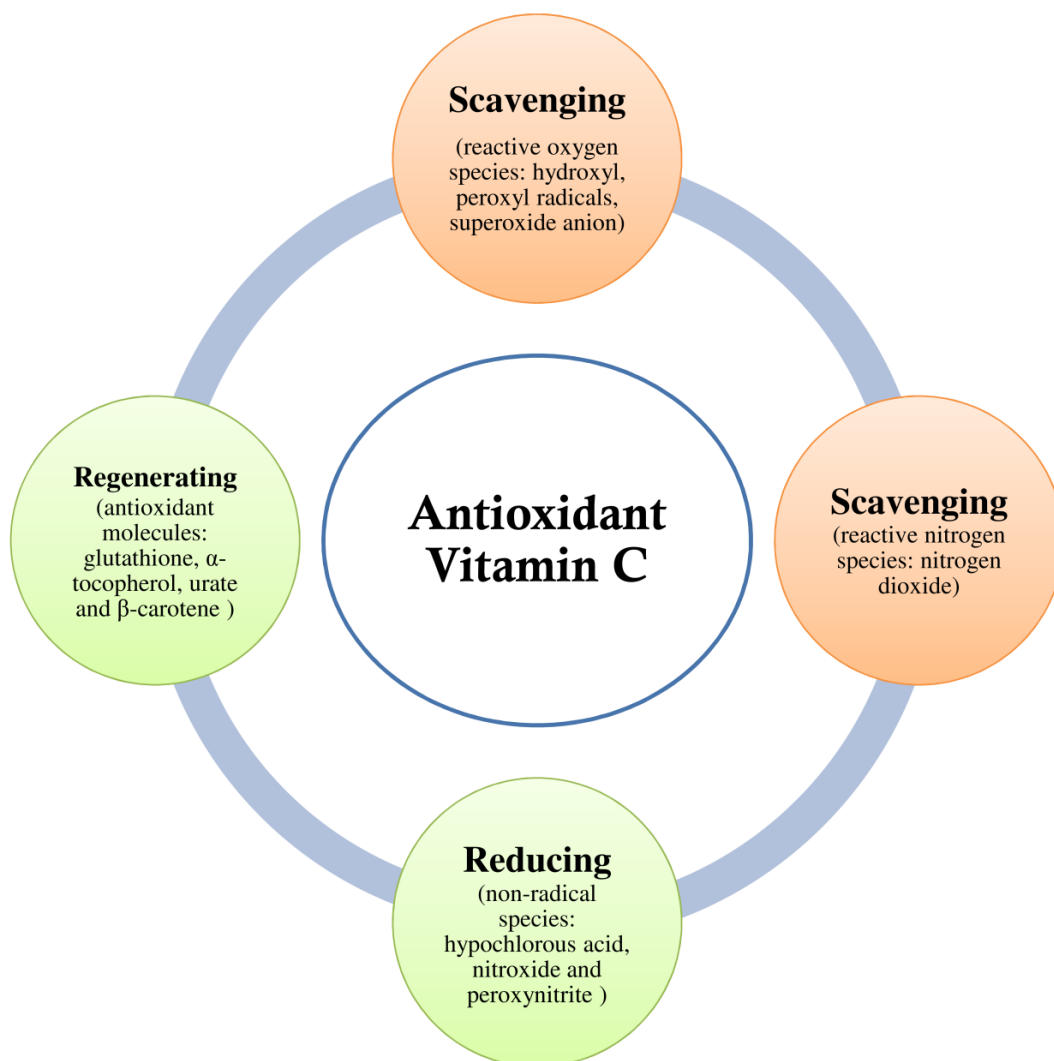 Scavenging
(reactive oxygen
species: hydroxyl,
peroxyl radicals,
superoxide anion)
Regenerating
(antioxidant
molecules:
glutathione, α-
tocopherol, urate
and β-carotene )
Antioxidant
Vitamin C
Scavenging
(reactive nitrogen
species: nitrogen
dioxide)
Reducing
(non-radical
species:
hypochlorous acid,
nitroxide and
peroxynitrite )